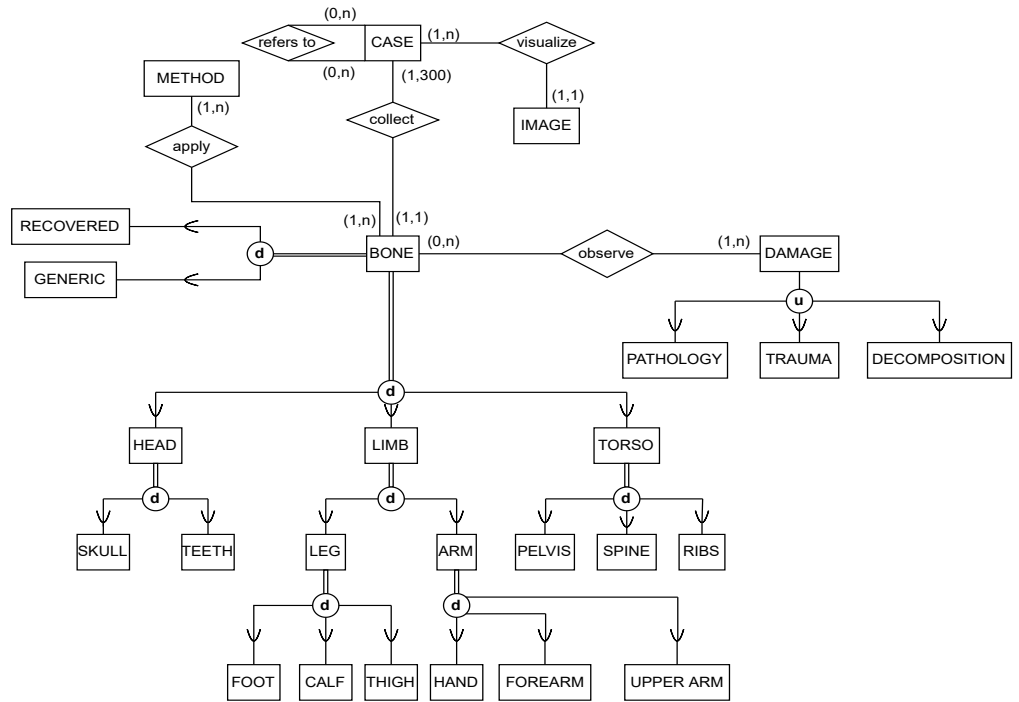 (0,n)
refers to
CASE
(1,n)
visualize
(0,n)
(1,300)
METHOD
(1,n)
(1,1)
collect
IMAGE
apply
(1,n)
(1,1)
RECOVERED
d
BONE
(0,n)
observe
(1,n)
DAMAGE
GENERIC
u
PATHOLOGY
TRAUMA
DECOMPOSITION
d
HEAD
LIMB
TORSO
d
d
d
SKULL
TEETH
LEG
ARM
PELVIS
SPINE
RIBS
d
d
FOOT
CALF
THIGH
HAND
FOREARM
UPPER ARM